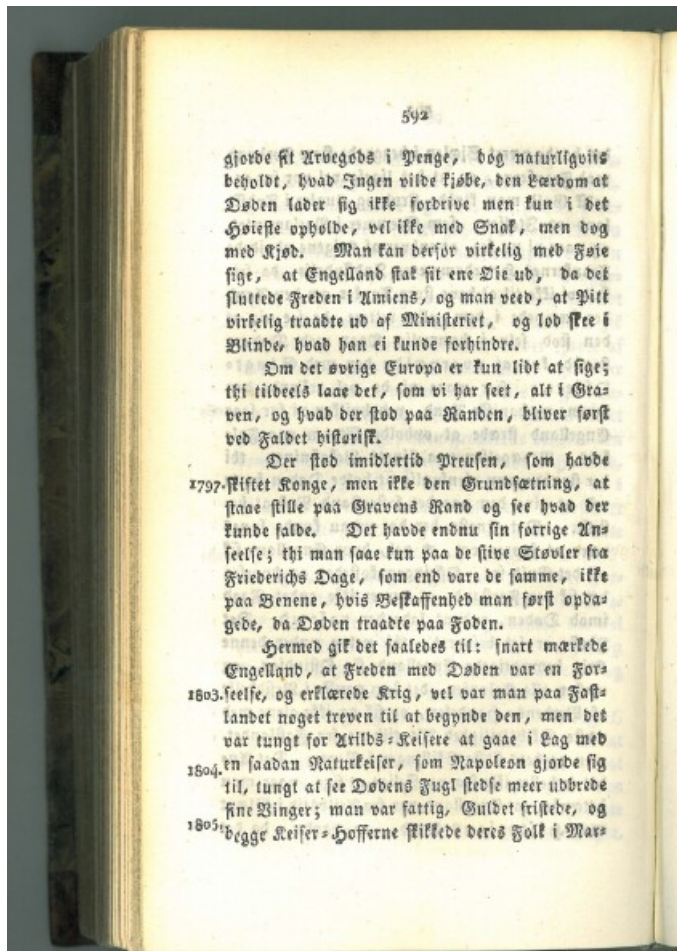 592
gjorde sit Arvegods i Penge, dog naturligviis
beholdt, hvad Ingen vilde kjøbe, den Lærdom at
Døden lader sig ikke fordrive men kun i det
Høieste opholde, vel ikke med Snak, men dog
med Kjød. Man kan derfor virkelig med Føie
sige, at Engelland stak sit ene Øie ud, da det
sluttede Freden i Amiens, og man veed, at Pitt
virkelig traadte ud af Ministeriet, og lod skee i
Blinde, hvad han ei kunde forhindre.
Om det øvrige Europa er kun lidt at sige;
thi tildeels laae det, som vi har seet, alt i Gra=
ven, og hvad der stod paa Randen, bliver først
ved Faldet historisk.
Der stod imidlertid Preusen, som havde
1797. skiftet Konge, men ikke den Grundsætning, at
staae stille paa Gravens Rand og see hvad der
kunde falde. Det havde endnu sin forrige An=
seelse; thi man saae kun paa de stive Støvler fra
Friederichs Dage, som end vare de samme, ikke
paa Benene, hvis Beskaffenhed man først opda=
gede, da Døden traadte paa Foden.
Hermed gik det saaledes til: snart mærkede
Engelland, at Freden med Døden var en For=
1803. seelse, og erklærede Krig, vel var man paa Fast=
landet noget treven til at begynde den, men det
var tungt for Arilds=Keisere at gaae i Lag med
1804. en saadan Naturkeiser, som Napoleon gjorde sig
til, tungt at see Dødens Fugl stedse meer udbrede
sine Vinger; man var fattig, Guldet fristede, og
1805. begge Keiser=Hofferne skikkede deres Folk i Mar=